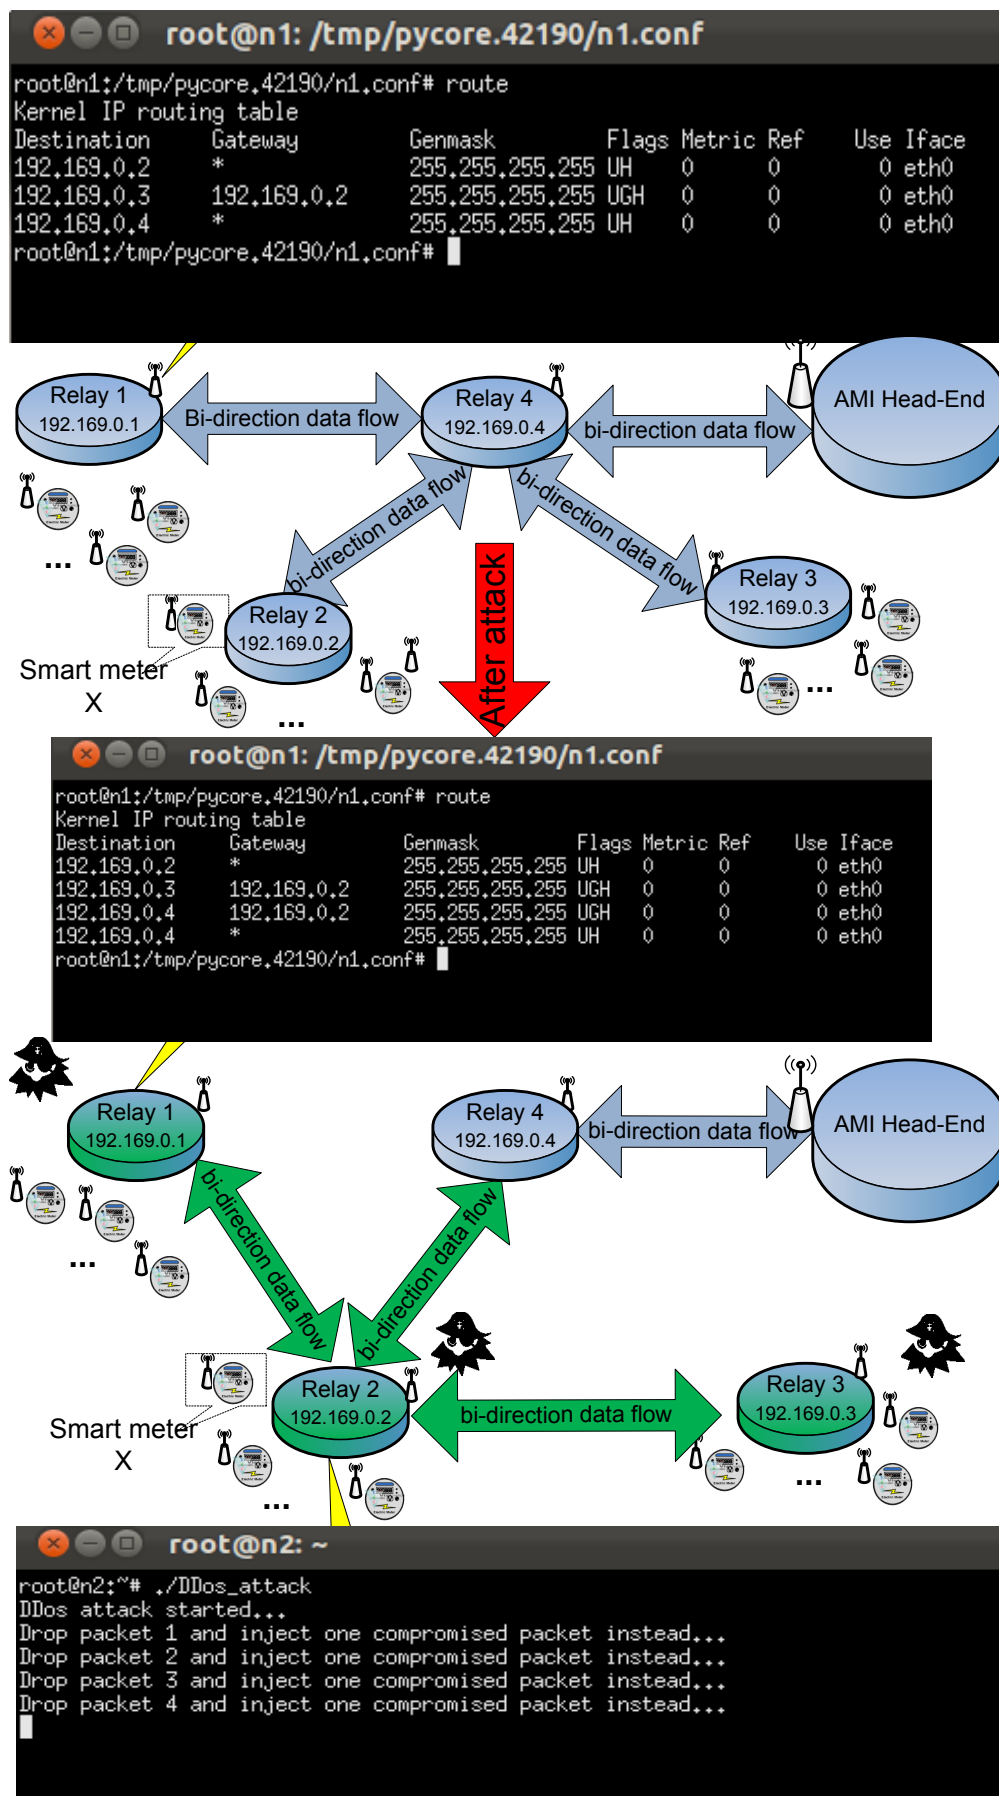 root@n1: /tmp/pycore.42190/n1.conf
root@n1:/tmp/pycore.42190/n1.conf# route
Kernel IP routing table
Destination Gateway Genmask Flags Metric Ref Use Iface
192.169.0.2 * 255.255.255.255 UH 0 0 0 eth0
192.169.0.3 192.169.0.2 255.255.255.255 UGH 0 0 0 eth0
192.169.0.4 * 255.255.255.255 UH 0 0 0 eth0
root@n1:/tmp/pycore.42190/n1.conf#
Relay 1
192.169.0.1
Bi-direction data flow
Relay 4
192.169.0.4
bi-direction data flow
AMI Head-End
bi-direction data flow
bi-direction data flow
...
Relay 2
192.169.0.2
Relay 3
192.169.0.3
Smart meter
X
...
...
After attack
root@n1: /tmp/pycore.42190/n1.conf
root@n1:/tmp/pycore.42190/n1.conf# route
Kernel IP routing table
Destination Gateway Genmask Flags Metric Ref Use Iface
192.169.0.2 * 255.255.255.255 UH 0 0 0 eth0
192.169.0.3 192.169.0.2 255.255.255.255 UGH 0 0 0 eth0
192.169.0.4 192.169.0.2 255.255.255.255 UGH 0 0 0 eth0
192.169.0.4 * 255.255.255.255 UH 0 0 0 eth0
root@n1:/tmp/pycore.42190/n1.conf#
Relay 1
192.169.0.1
Relay 4
192.169.0.4
bi-direction data flow
AMI Head-End
bi-direction data flow
bi-direction data flow
...
Relay 2
192.169.0.2
bi-direction data flow
Relay 3
192.169.0.3
Smart meter
X
...
...
root@n2: ~
root@n2:~# ./DDos_attack
DDos attack started...
Drop packet 1 and inject one compromised packet instead...
Drop packet 2 and inject one compromised packet instead...
Drop packet 3 and inject one compromised packet instead...
Drop packet 4 and inject one compromised packet instead...